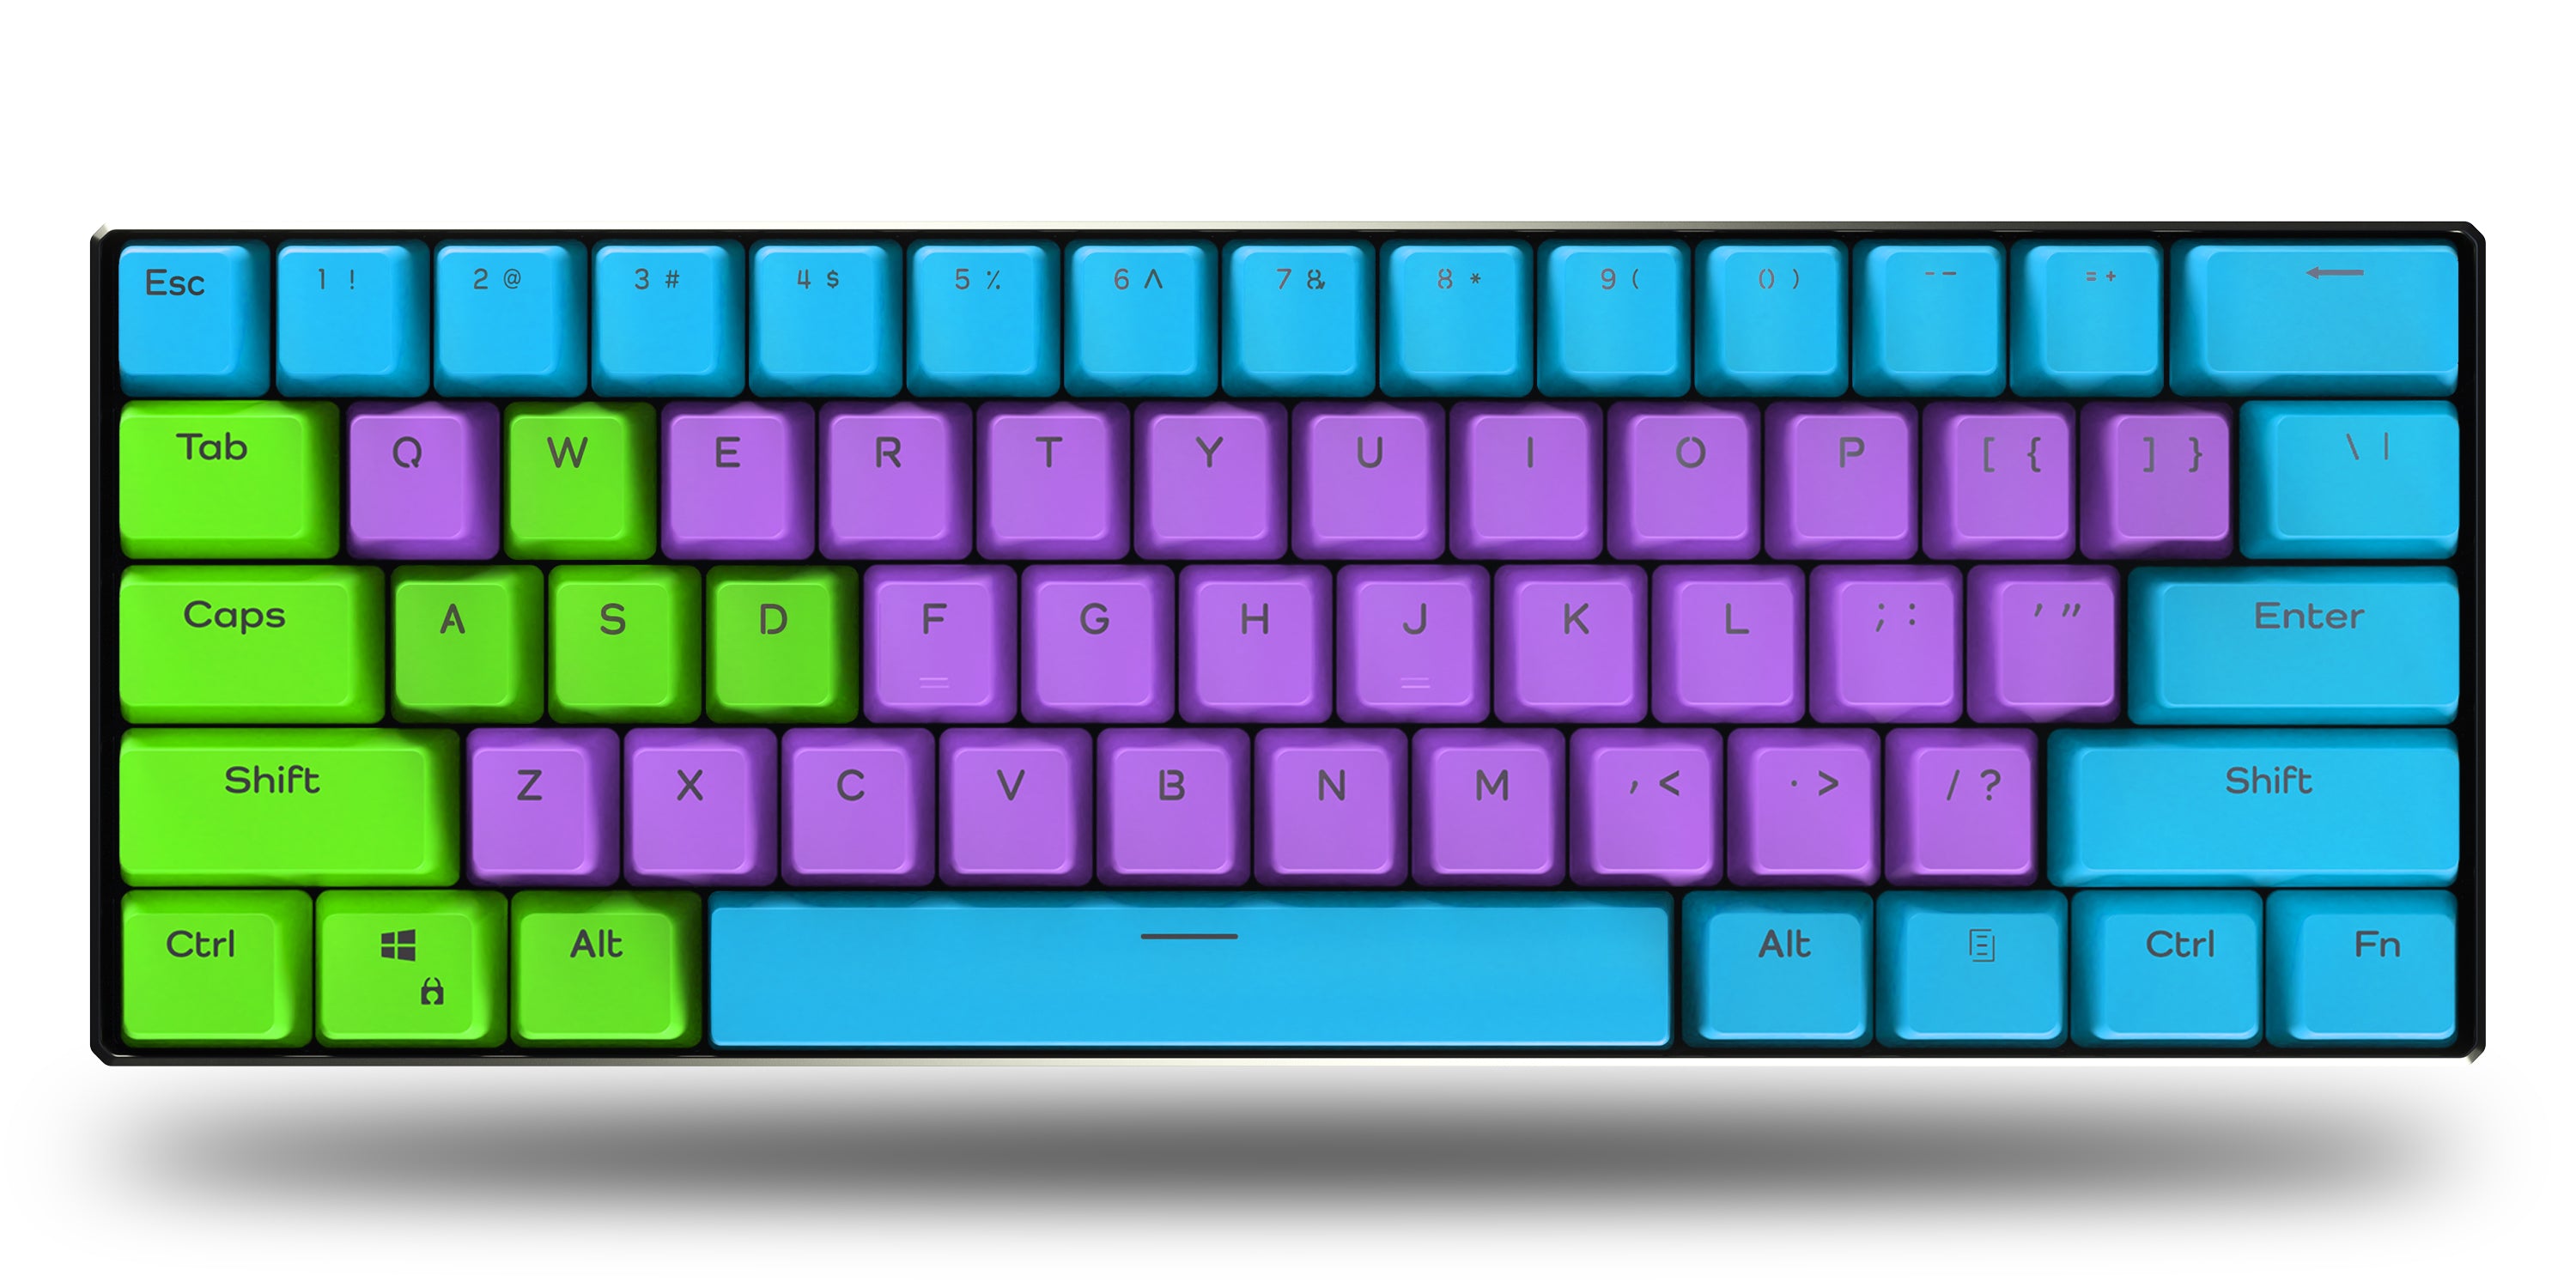 Esc 1 ! 2 @ 3 # 4 $ 5 % 6 ^ 7 & 8 * 9 ( 0 ) - – = + ←
Tab Q W E R T Y U I O P [ { ] } \ |
Caps A S D F G H J K L ; : ' " Enter
Shift Z X C V B N M , < . > / ? Shift
Ctrl Alt Alt Ctrl Fn